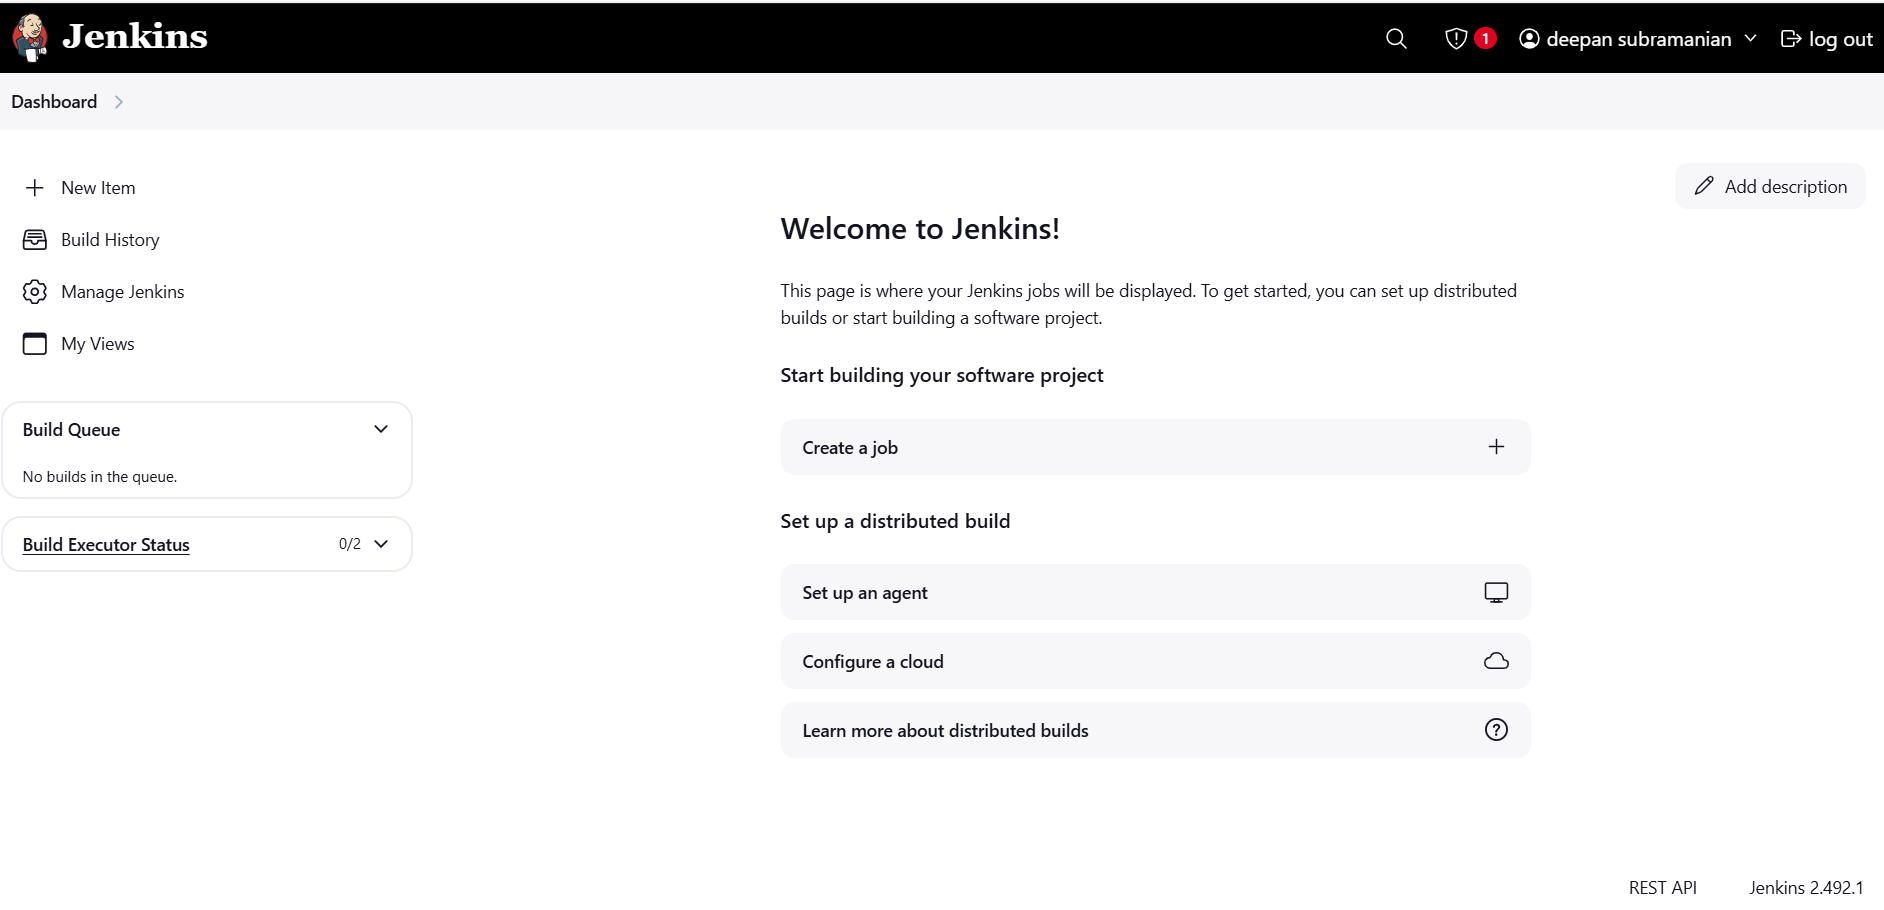 Jenkins
1
deepan subramanian
log out
Dashboard
New Item
Build History
Manage Jenkins
My Views
Build Queue
No builds in the queue.
Build Executor Status
0/2
Add description
Welcome to Jenkins!
This page is where your Jenkins jobs will be displayed. To get started, you can set up distributed
builds or start building a software project.
Start building your software project
Create a job
Set up a distributed build
Set up an agent
Configure a cloud
Learn more about distributed builds
REST API
Jenkins 2.492.1